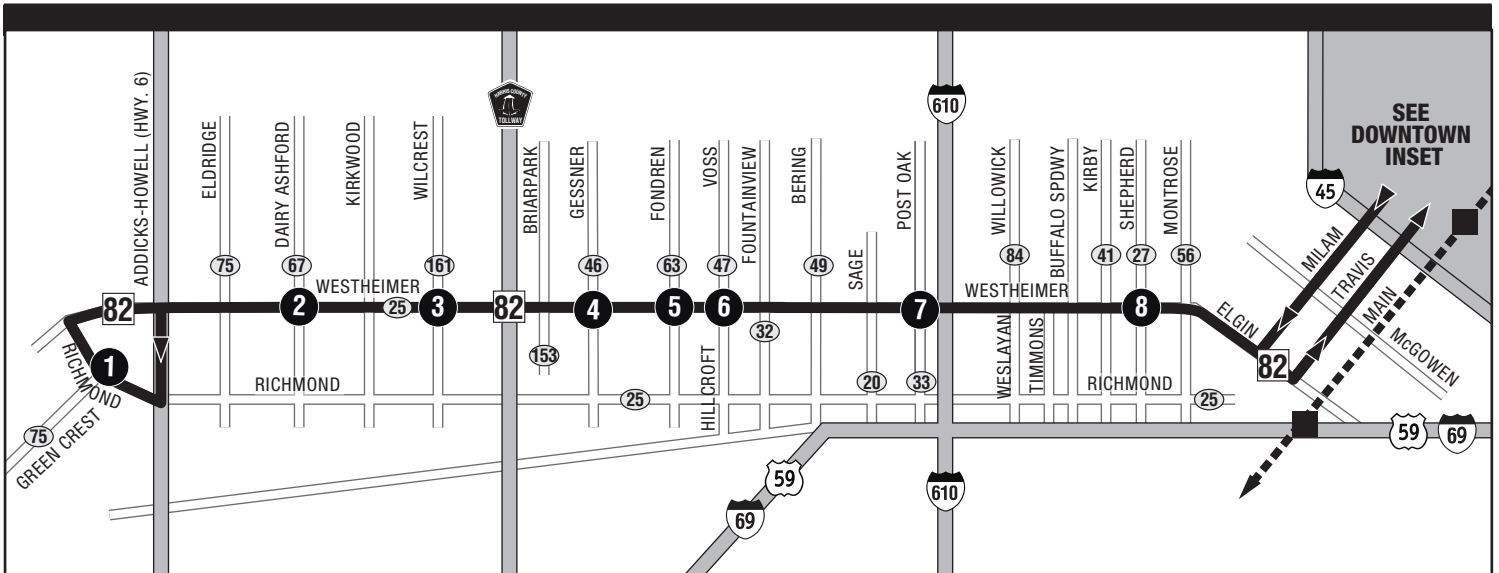 ADDICKS-HOWELL (HWY. 6)
ELDRIDGE
DAIRY ASHFORD
KIRKWOOD
WILCREST
HARRIS COUNTY
TOLLWAY
BRIARPARK
GESSNER
FONDREN
VOSS
FOUNTAINVIEW
BERING
SAGE
POST OAK
610
WILLOWICK
BUFFALO SPDWY
KIRBY
SHEPHERD
MONTROSE
45
SEE
DOWNTOWN
INSET
75
67
161
46
63
47
49
84
41
27
56
MILAM
TRAVIS
MAIN
McGOWEN
82
1
2
WESTHEIMER
25
3
82
4
5
6
7
WESTHEIMER
8
ELGIN
82
153
32
20
33
RICHMOND
GREEN CREST
75
RICHMOND
25
HILLCROFT
WESLAYAN
TIMMONS
RICHMOND
25
59
69
59
69
610